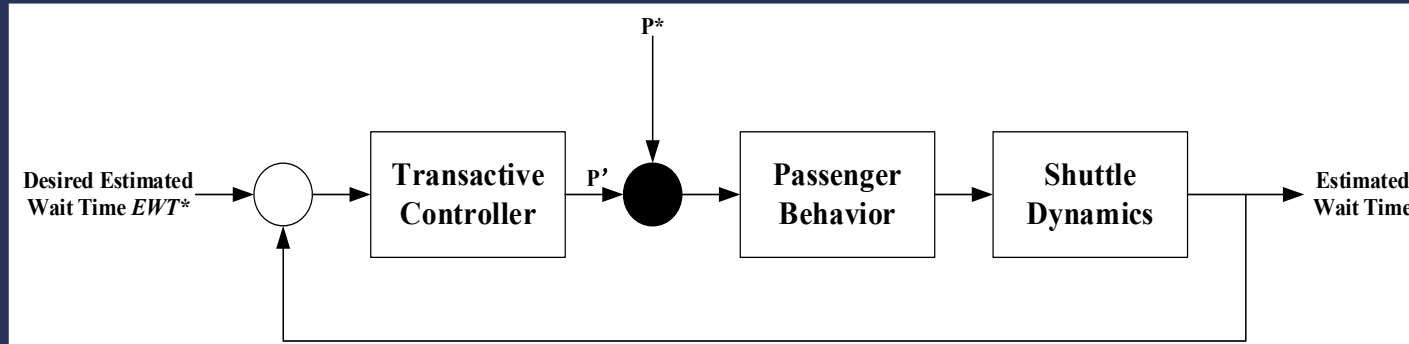 P*
Desired Estimated
Wait Time EWT*
Transactive
Controller
P'
Passenger
Behavior
Shuttle
Dynamics
Estimated
Wait Time